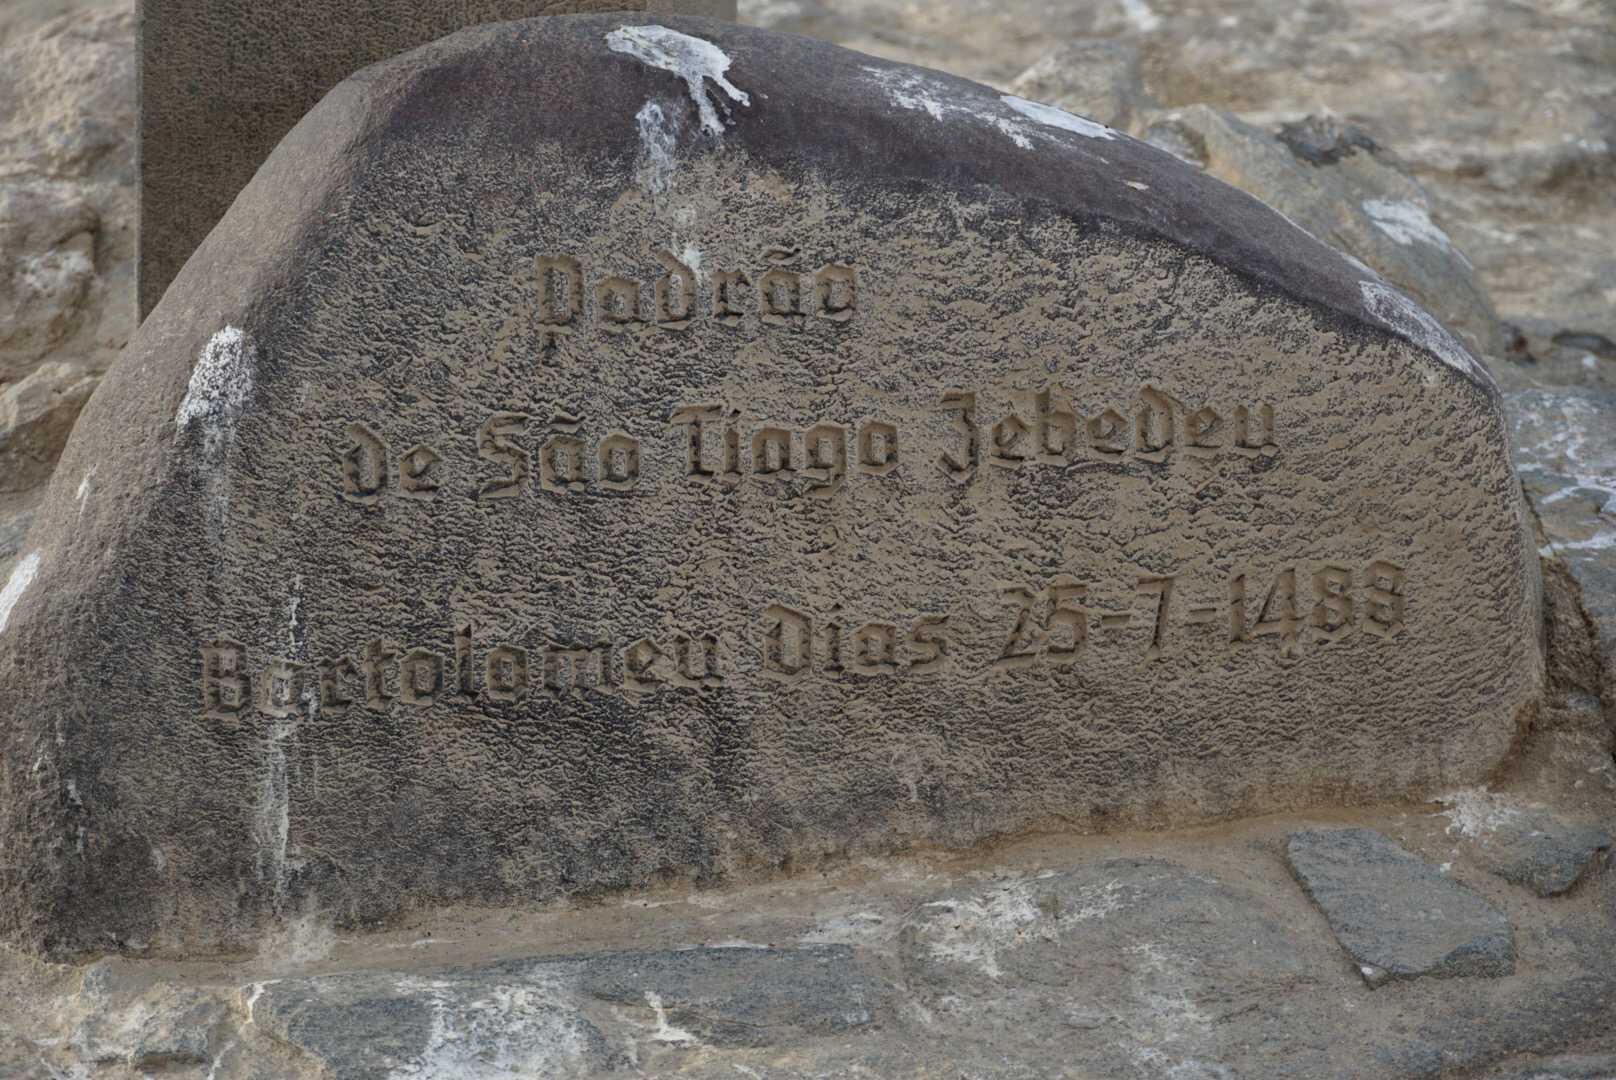 Padrão
de São Tiago Zebedeu
Bartolomeu Dias 25-7-1488